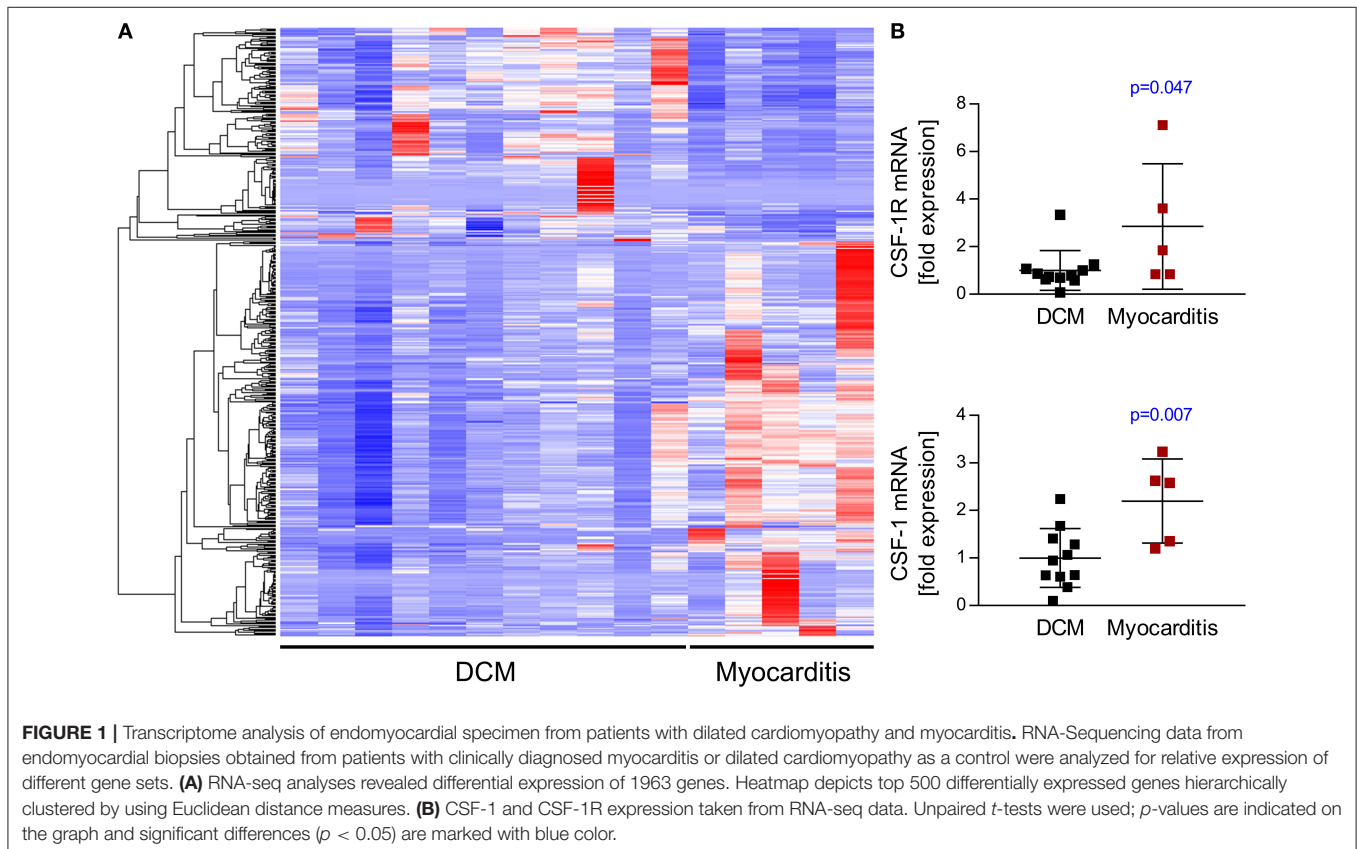 A
B
p=0.047
CSF-1R mRNA
[fold expression]
8
6
4
2
0
DCM Myocarditis
p=0.007
CSF-1 mRNA
[fold expression]
4
3
2
1
0
DCM Myocarditis
DCM Myocarditis
FIGURE 1 | Transcriptome analysis of endomyocardial specimen from patients with dilated cardiomyopathy and myocarditis. RNA-Sequencing data from
endomyocardial biopsies obtained from patients with clinically diagnosed myocarditis or dilated cardiomyopathy as a control were analyzed for relative expression of
different gene sets. (A) RNA-seq analyses revealed differential expression of 1963 genes. Heatmap depicts top 500 differentially expressed genes hierarchically
clustered by using Euclidean distance measures. (B) CSF-1 and CSF-1R expression taken from RNA-seq data. Unpaired t-tests were used; p-values are indicated on
the graph and significant differences (p < 0.05) are marked with blue color.